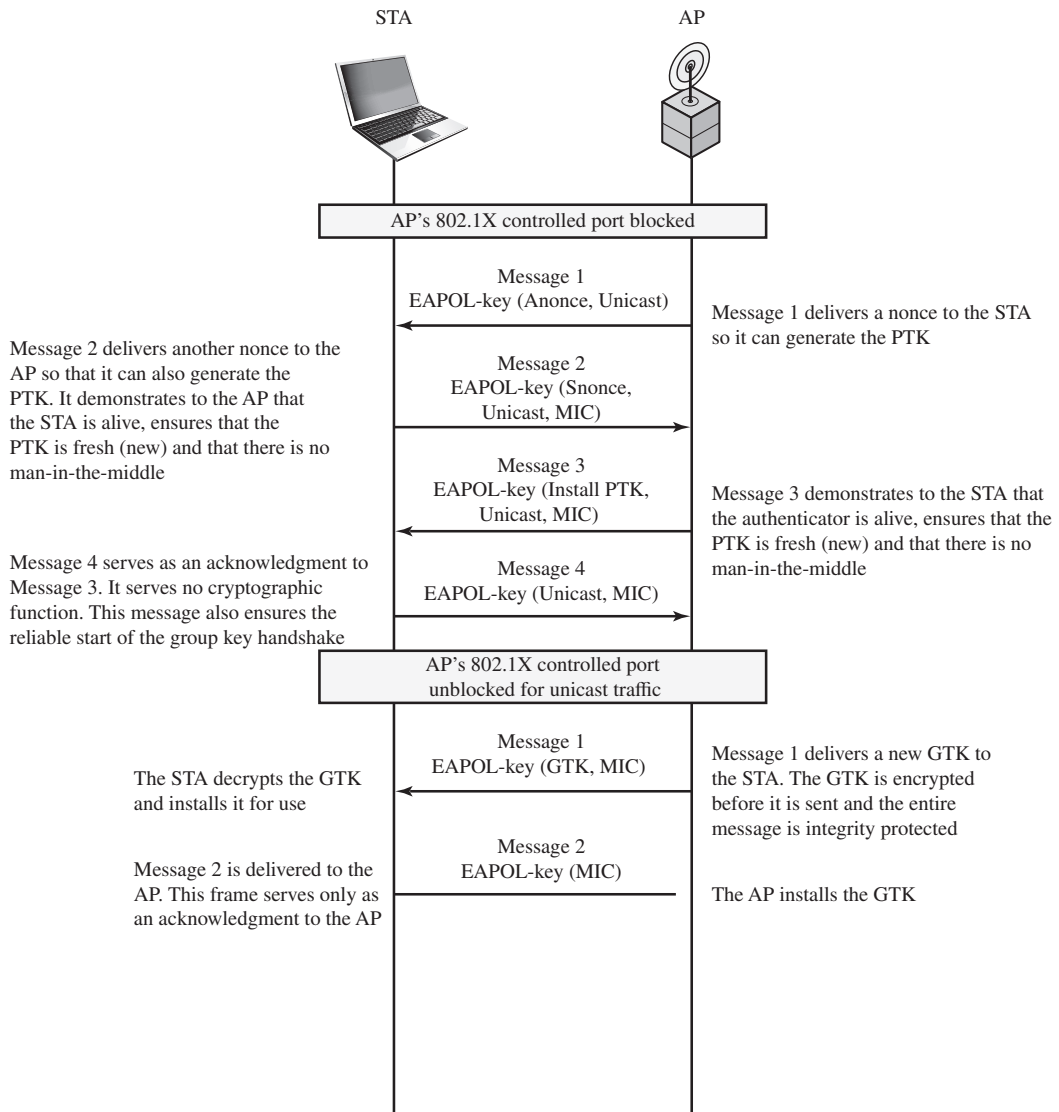 STA
AP
AP's 802.1X controlled port blocked
Message 1
EAPOL-key (Anonce, Unicast)
Message 1 delivers a nonce to the STA
so it can generate the PTK
Message 2 delivers another nonce to the
AP so that it can also generate the
PTK. It demonstrates to the AP that
the STA is alive, ensures that the
PTK is fresh (new) and that there is no
man-in-the-middle
Message 2
EAPOL-key (Snonce,
Unicast, MIC)
Message 3
EAPOL-key (Install PTK,
Unicast, MIC)
Message 3 demonstrates to the STA that
the authenticator is alive, ensures that the
PTK is fresh (new) and that there is no
man-in-the-middle
Message 4 serves as an acknowledgment to
Message 3. It serves no cryptographic
function. This message also ensures the
reliable start of the group key handshake
Message 4
EAPOL-key (Unicast, MIC)
AP's 802.1X controlled port
unblocked for unicast traffic
Message 1
EAPOL-key (GTK, MIC)
Message 1 delivers a new GTK to
the STA. The GTK is encrypted
before it is sent and the entire
message is integrity protected
The STA decrypts the GTK
and installs it for use
Message 2
EAPOL-key (MIC)
Message 2 is delivered to the
AP. This frame serves only as
an acknowledgment to the AP
The AP installs the GTK